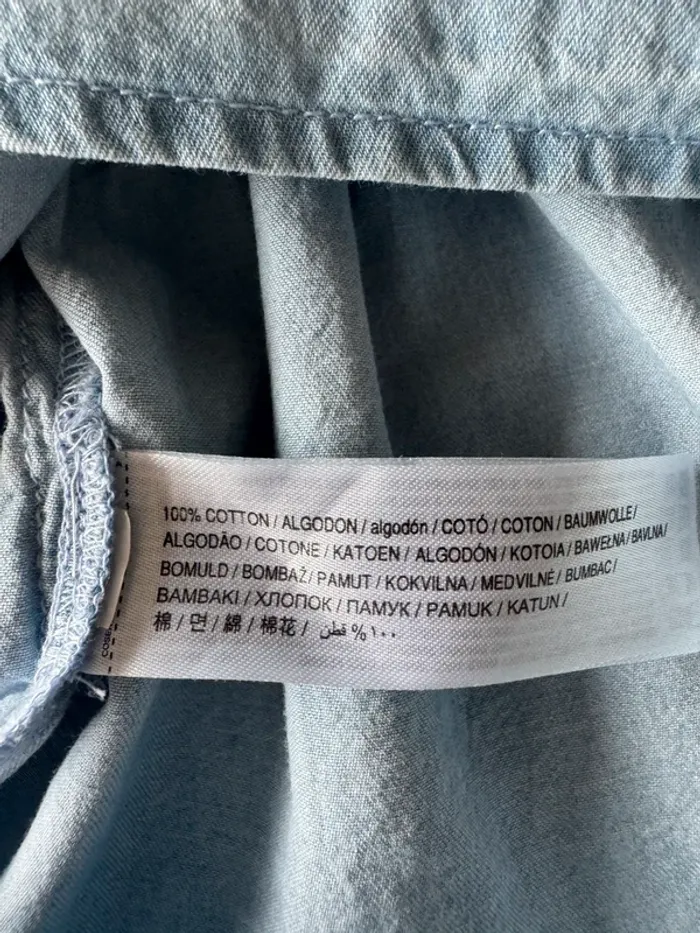 100% COTTON / ALGODON / algodón / COTÓ / COTON / BAUMWOLLE/
ALGODÃO / COTONE / KATOEN / ALGODÓN / KOTOIA / BAWEŁNA / BAVLNA/
BOMULD / BOMBAŽ/ PAMUT / KOKVILNA / MEDVILNĖ / BUMBAC/
BAMBAKI / ХЛОПОК / ПАМУК / PAMUK / KATUN /
棉 / 면 / 綿 / 棉花 / قطن %١٠٠